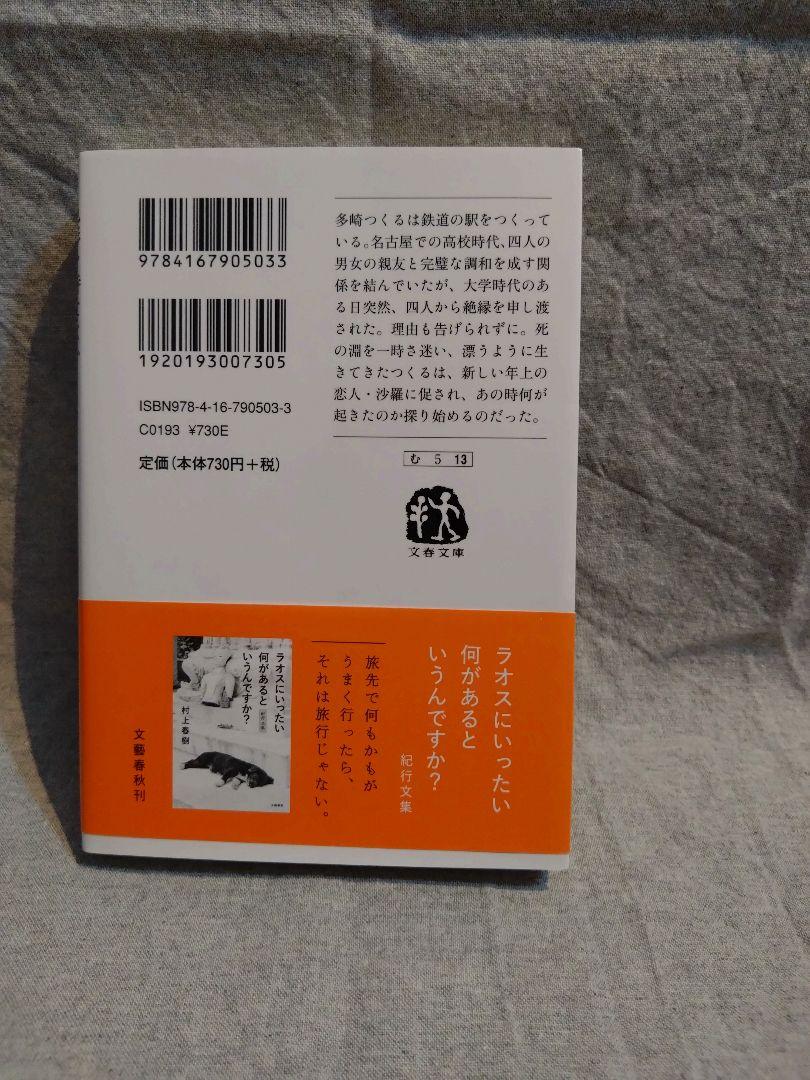 9784167905033
1920193007305
ISBN978-4-16-790503-3
C0193 ¥730E
定価(本体730円+税)
多崎つくるは鉄道の駅をつくって
いる。名古屋での高校時代、四人の
男女の親友と完璧な調和を成す関
係を結んでいたが、大学時代のあ
る日突然、四人から絶縁を申し渡
された。理由も告げられずに。死
の淵を一時さ迷い、漂うように生
きてきたつくるは、新しい年上の
恋人・沙羅に促され、あの時何が
起きたのか探り始めるのだった。
む 5 13
文春文庫
ラオスにいったい
何があると
いうんですか?
紀行文集
旅先で何もかもが
うまく行ったら、
それは旅行じゃない。
ラオスにいったい
何があると
いうんですか?
村上春樹
文藝春秋刊